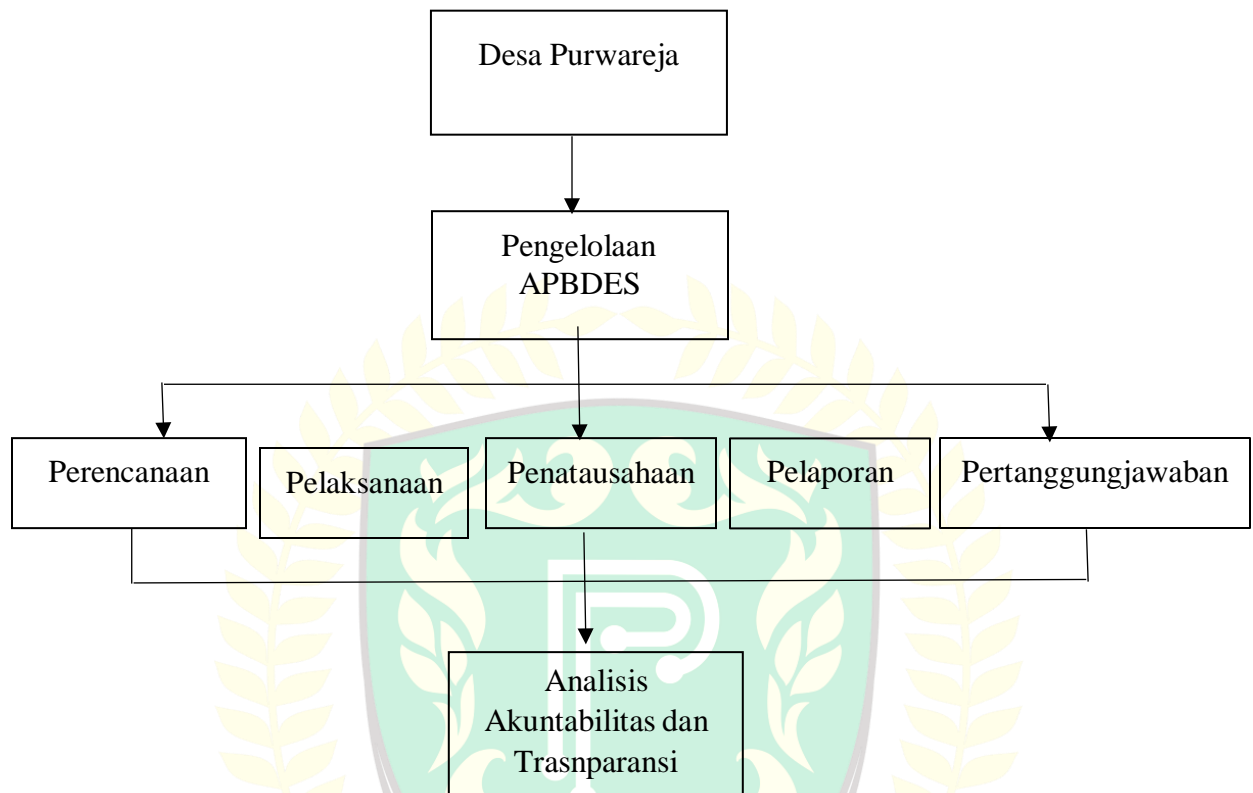 Desa Purwareja
Pengelolaan
APBDES
Perencanaan
Pelaksanaan
Penatausahaan
Pelaporan
Pertanggungjawaban
Analisis
Akuntabilitas dan
Trasnparansi